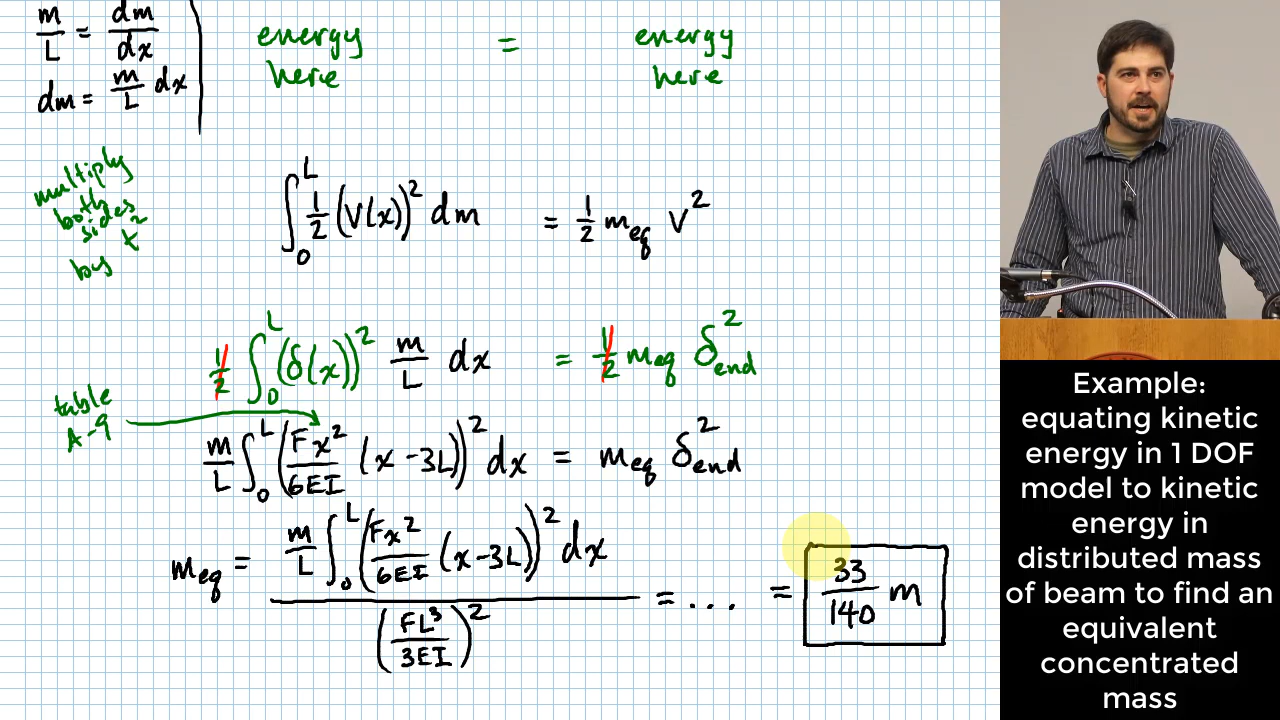 m/L = dm/dx
dm = m/L dx
energy here = energy here
multiply
both
sides
by t²
∫₀ᴸ 1/2 (V(x))² dm = 1/2 m_eq V²
1/2 ∫₀ᴸ (δ(x))² m/L dx = 1/2 m_eq δ_end²
table
A-9
m/L ∫₀ᴸ (Fx²/6EI (x-3L))² dx = m_eq δ_end²
m_eq = m/L ∫₀ᴸ (Fx²/6EI (x-3L))² dx / (FL³/3EI)² = ... = 33/140 m
Example:
equating kinetic
energy in 1 DOF
model to kinetic
energy in
distributed mass
of beam to find an
equivalent
concentrated
mass